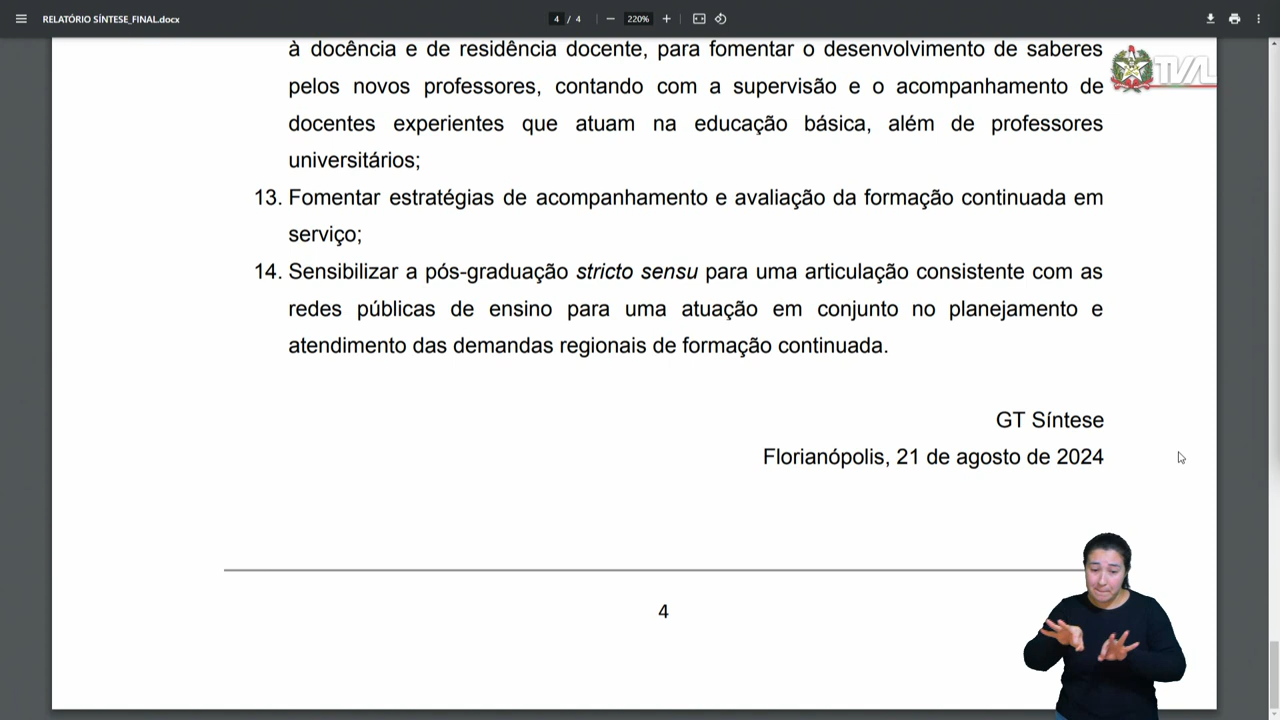 RELATÓRIO SÍNTESE_FINAL.docx
4 / 4
220%
à docência e de residência docente, para fomentar o desenvolvimento de saberes
pelos novos professores, contando com a supervisão e o acompanhamento de
docentes experientes que atuam na educação básica, além de professores
universitários;
13. Fomentar estratégias de acompanhamento e avaliação da formação continuada em
serviço;
14. Sensibilizar a pós-graduação stricto sensu para uma articulação consistente com as
redes públicas de ensino para uma atuação em conjunto no planejamento e
atendimento das demandas regionais de formação continuada.
GT Síntese
Florianópolis, 21 de agosto de 2024
4
TVAL